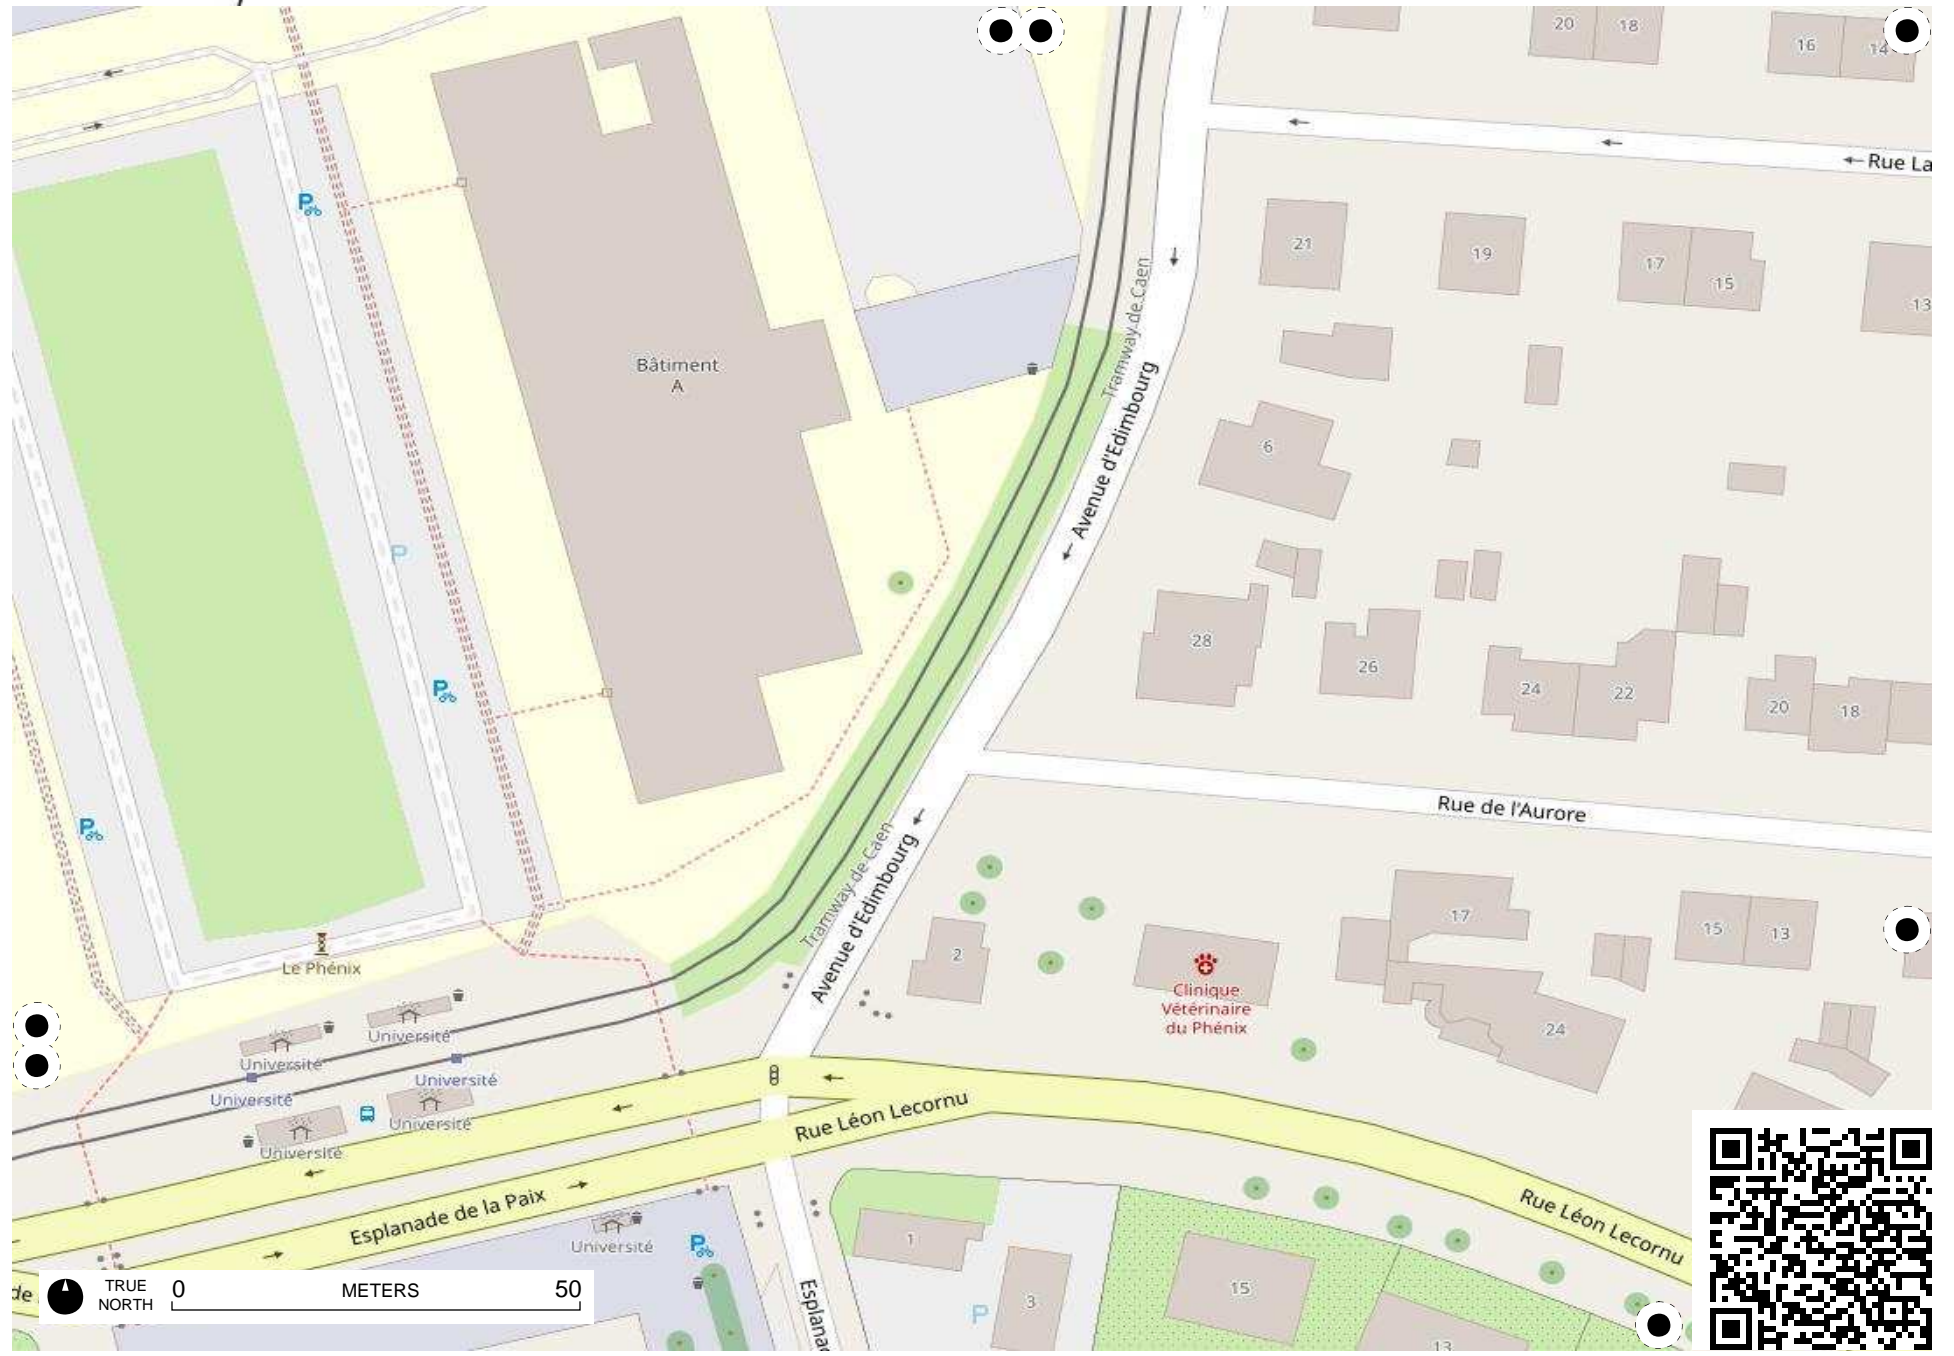 20
18
16
14
Rue La
21
19
17
15
13
Tramway de Caen
Bâtiment
A
Avenue d'Edimbourg
6
P
28
26
24
22
20
18
Rue de l'Aurore
Tramway de Caen
Avenue d'Edimbourg
17
15
13
2
Le Phénix
Clinique
Vétérinaire
du Phénix
24
Université
Université
Université
Université
Université
Université
Rue Léon Lecornu
Esplanade de la Paix
Rue Léon Lecornu
Université
1
15
3
P
13
de
Esplanad
TRUE
NORTH
0
METERS
50